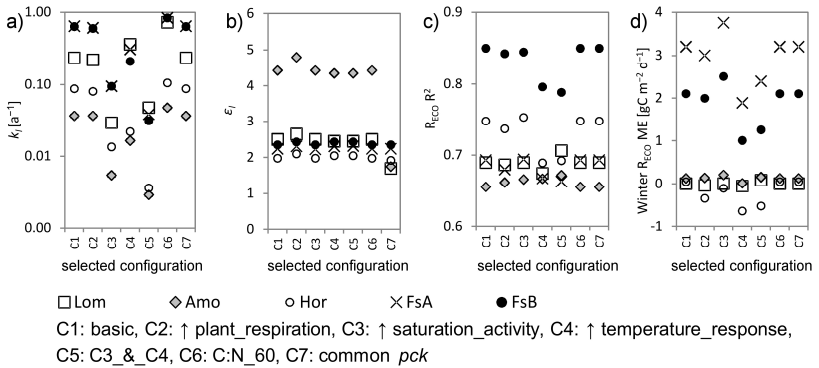 a)
k_l [a⁻¹]
1.00
0.10
0.01
0.00
C1 C2 C3 C4 C5 C6 C7
selected configuration
b)
ε_l
6
5
4
3
2
1
0
C1 C2 C3 C4 C5 C6 C7
selected configuration
c)
R_ECO R²
0.9
0.8
0.7
0.6
C1 C2 C3 C4 C5 C6 C7
selected configuration
d)
Winter R_ECO ME [gC m⁻² d⁻¹]
4
3
2
1
0
-1
C1 C2 C3 C4 C5 C6 C7
selected configuration
Lom Amo Hor FsA FsB
C1: basic, C2: ↑ plant_respiration, C3: ↑ saturation_activity, C4: ↑ temperature_response,
C5: C3_&_C4, C6: C:N_60, C7: common pck